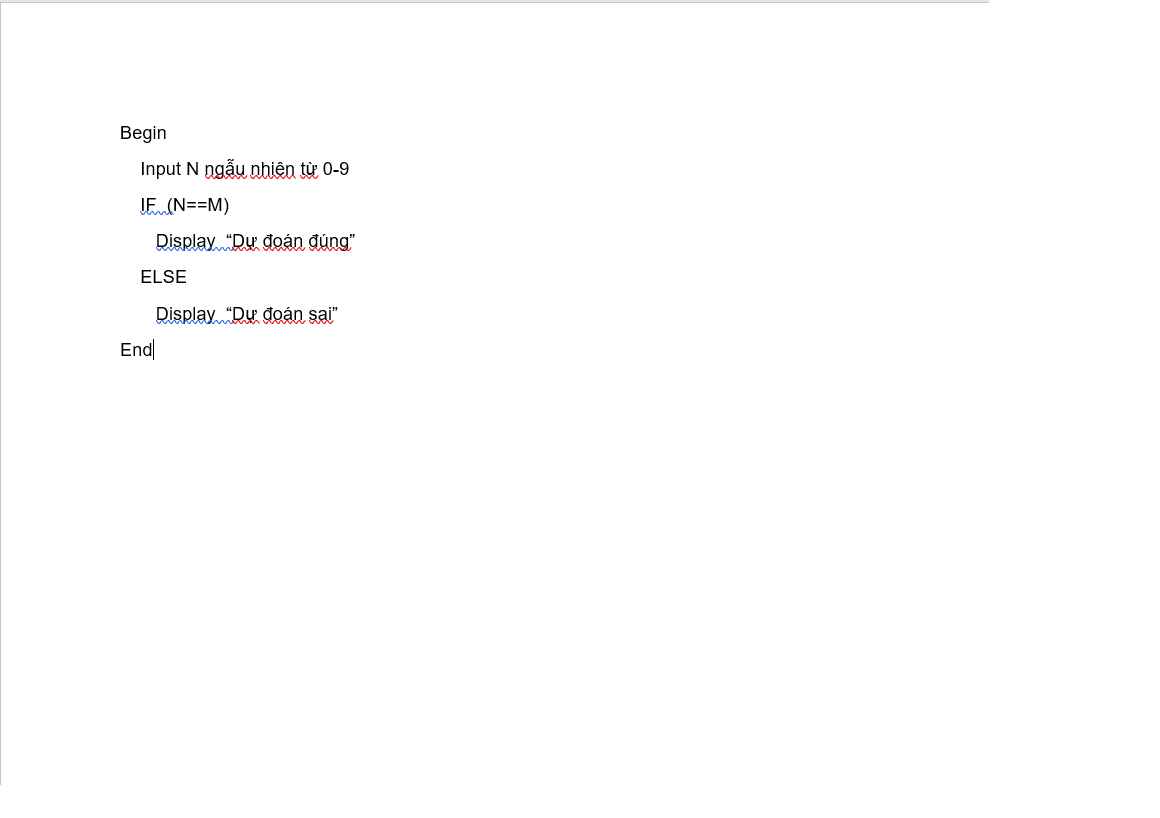 Begin
Input N ngẫu nhiên từ 0-9
IF  (N==M)
Display  “Dự đoán đúng”
ELSE
Display  “Dự đoán sai”
End